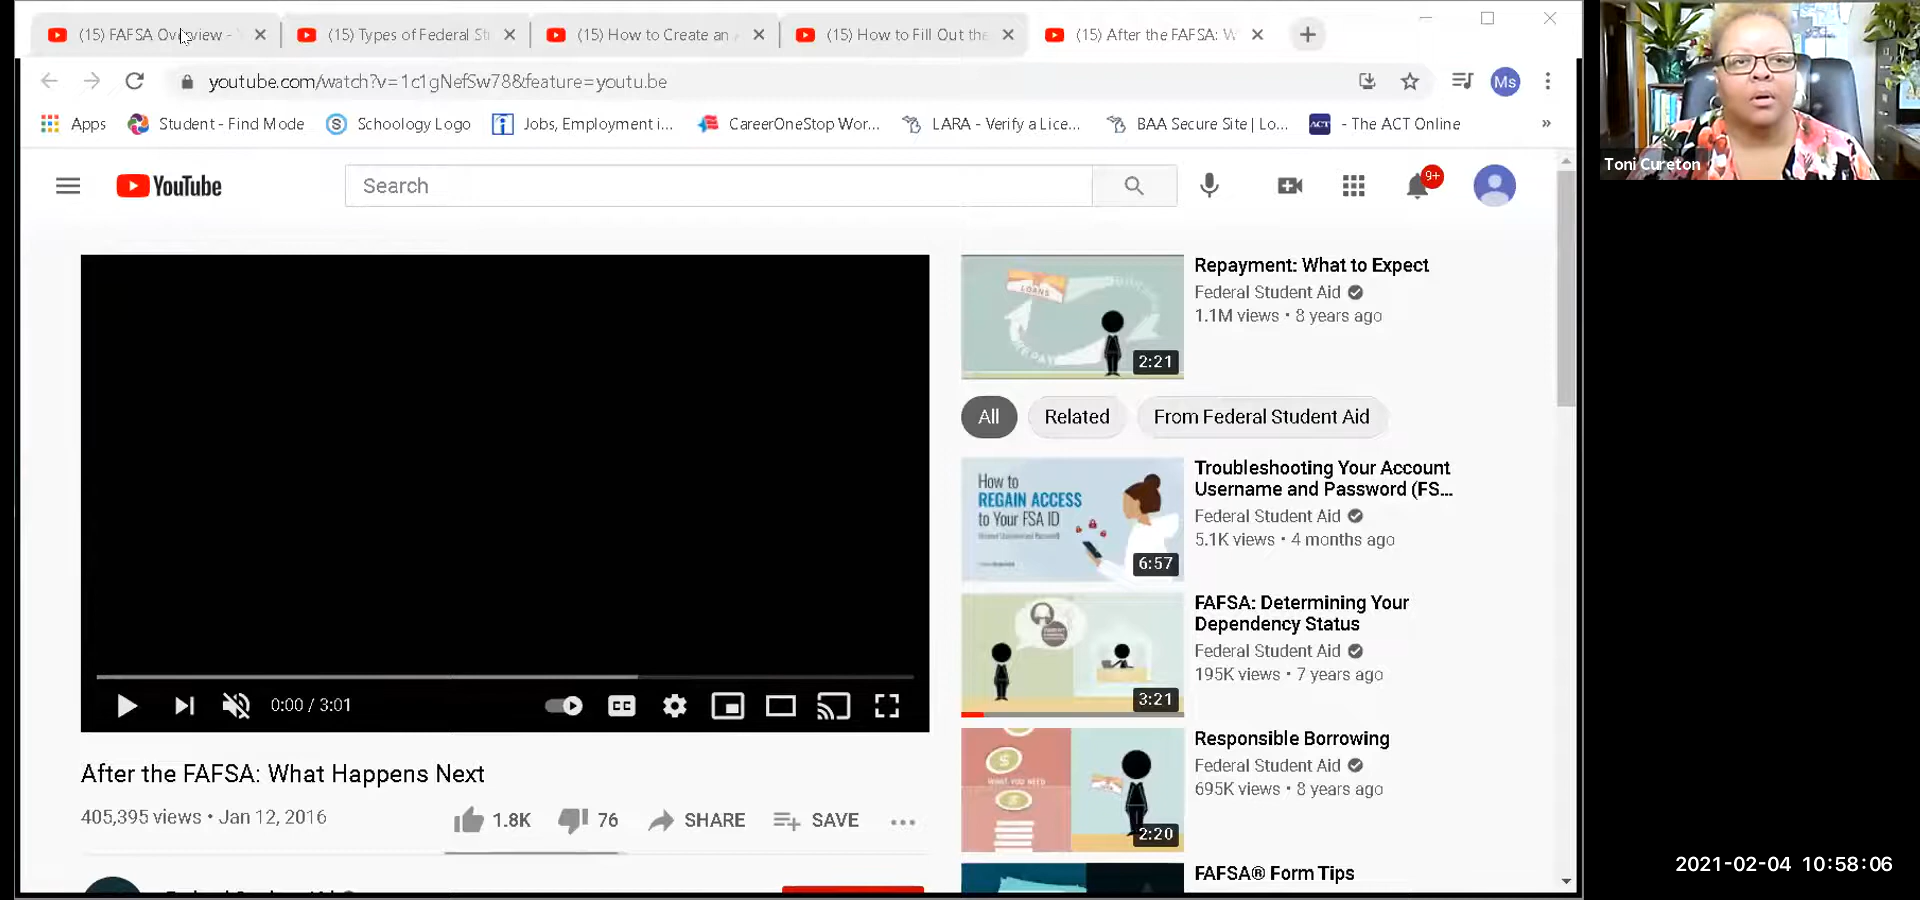 (15) FAFSA Overview -
(15) Types of Federal St
(15) How to Create an
(15) How to Fill Out the
(15) After the FAFSA: W
youtube.com/watch?v=1c1gNefSw78&feature=youtu.be
Ms
Apps
Student - Find Mode
Schoology Logo
Jobs, Employment i...
CareerOneStop Wor...
LARA - Verify a Lice...
BAA Secure Site | Lo...
ACT
- The ACT Online
»
Toni Cureton
YouTube
Search
9+
LOANS
2:21
Repayment: What to Expect
Federal Student Aid
1.1M views • 8 years ago
All
Related
From Federal Student Aid
How to
REGAIN ACCESS
to Your FSA ID
6:57
Troubleshooting Your Account
Username and Password (FS...
Federal Student Aid
5.1K views • 4 months ago
3:21
FAFSA: Determining Your
Dependency Status
Federal Student Aid
195K views • 7 years ago
WHAT YOU NEED
2:20
Responsible Borrowing
Federal Student Aid
695K views • 8 years ago
FAFSA® Form Tips
0:00 / 3:01
CC
After the FAFSA: What Happens Next
405,395 views • Jan 12, 2016
1.8K
76
SHARE
SAVE
2021-02-04 10:58:06